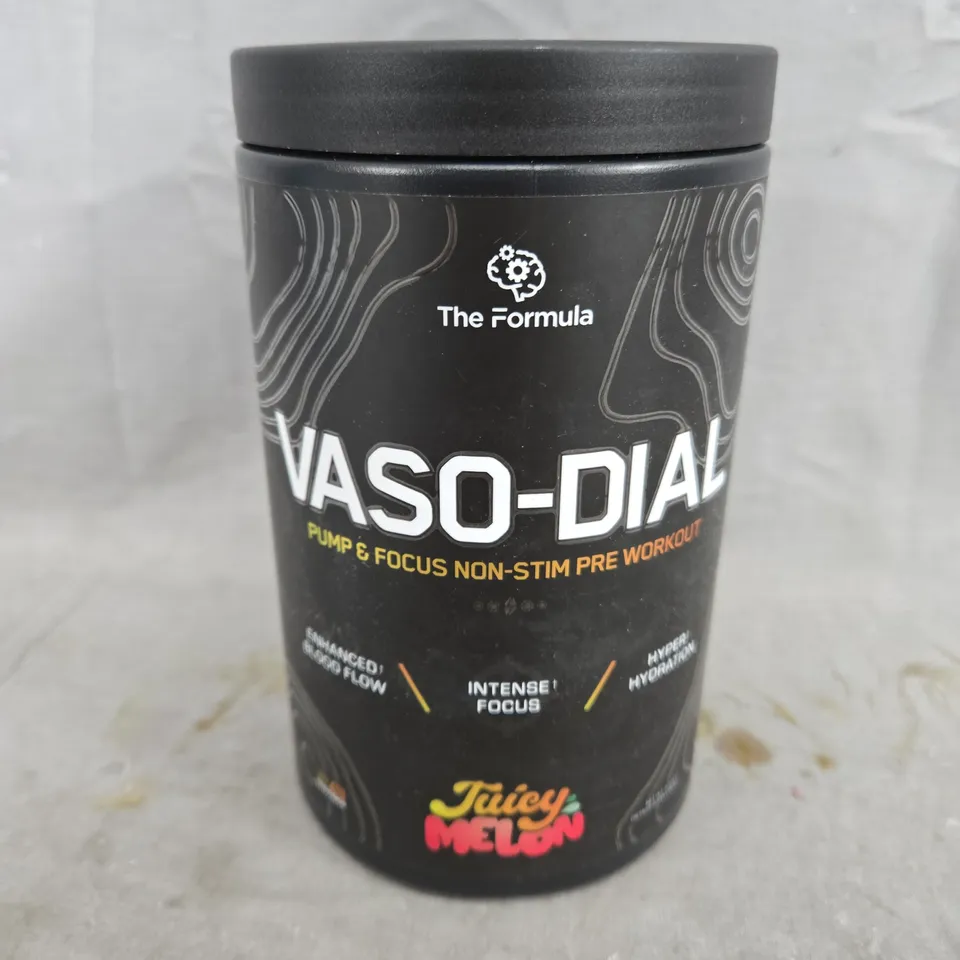 The Formula
VASO-DIAL
PUMP & FOCUS NON-STIM PRE WORKOUT
ENHANCED†
BLOOD FLOW
INTENSE†
FOCUS
HYPER†
HYDRATION
Juicy
MELON